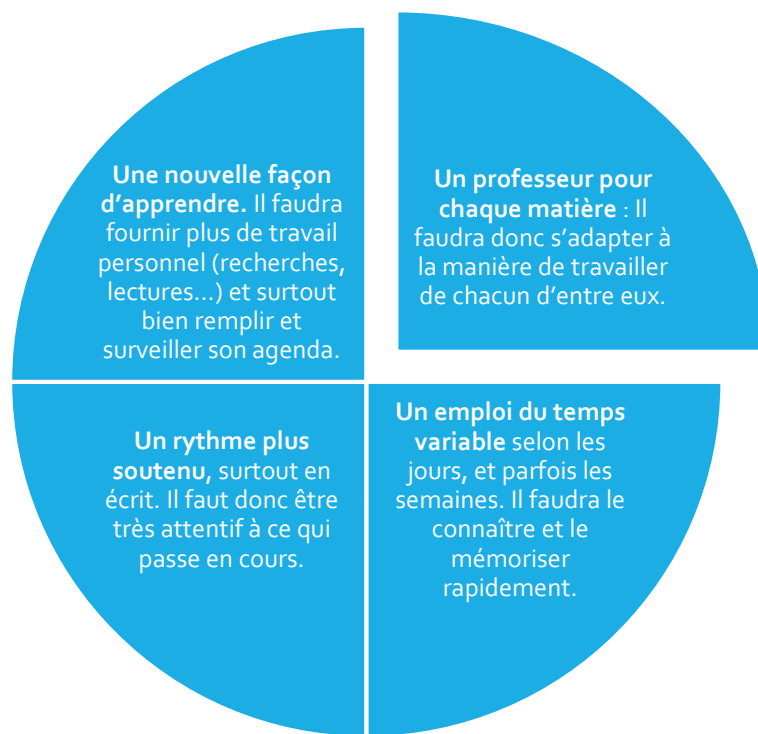 Une nouvelle façon
d'apprendre. Il faudra
fournir plus de travail
personnel (recherches,
lectures…) et surtout
bien remplir et
surveiller son agenda.
Un professeur pour
chaque matière : Il
faudra donc s'adapter à
la manière de travailler
de chacun d'entre eux.
Un rythme plus
soutenu, surtout en
écrit. Il faut donc être
très attentif à ce qui
passe en cours.
Un emploi du temps
variable selon les
jours, et parfois les
semaines. Il faudra le
connaître et le
mémoriser
rapidement.